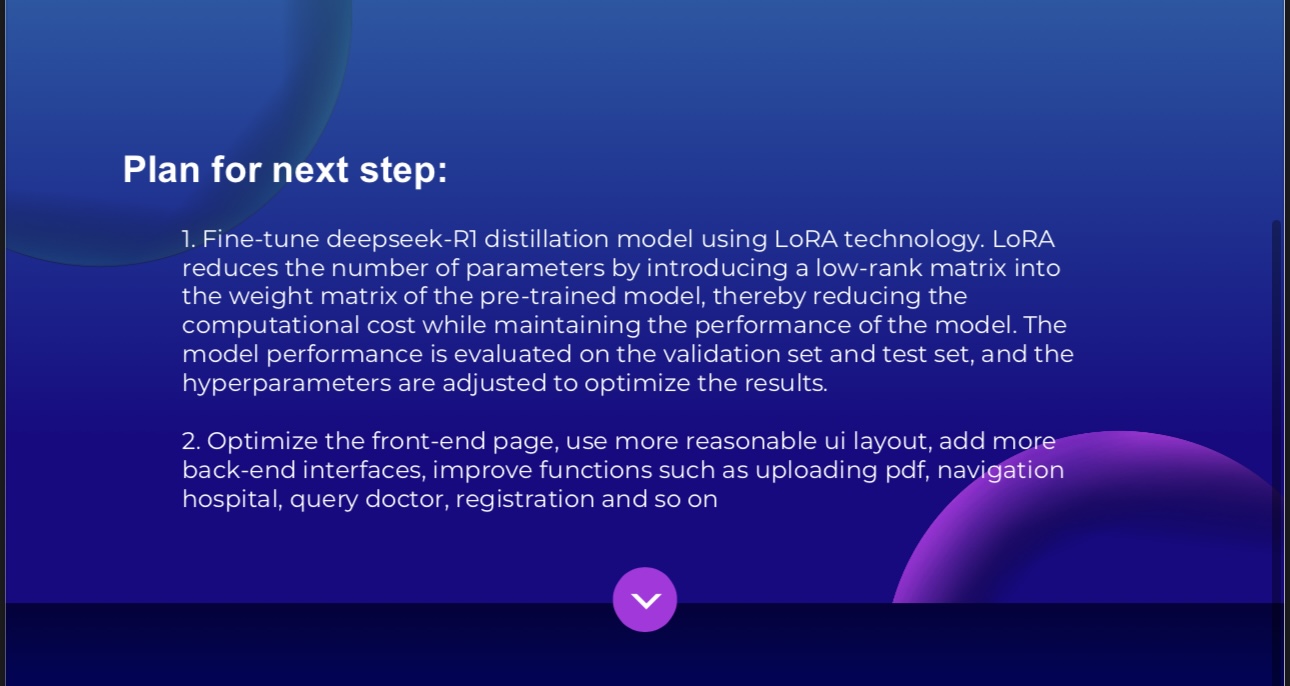 Plan for next step:
1. Fine-tune deepseek-R1 distillation model using LoRA technology. LoRA
reduces the number of parameters by introducing a low-rank matrix into
the weight matrix of the pre-trained model, thereby reducing the
computational cost while maintaining the performance of the model. The
model performance is evaluated on the validation set and test set, and the
hyperparameters are adjusted to optimize the results.
2. Optimize the front-end page, use more reasonable ui layout, add more
back-end interfaces, improve functions such as uploading pdf, navigation
hospital, query doctor, registration and so on